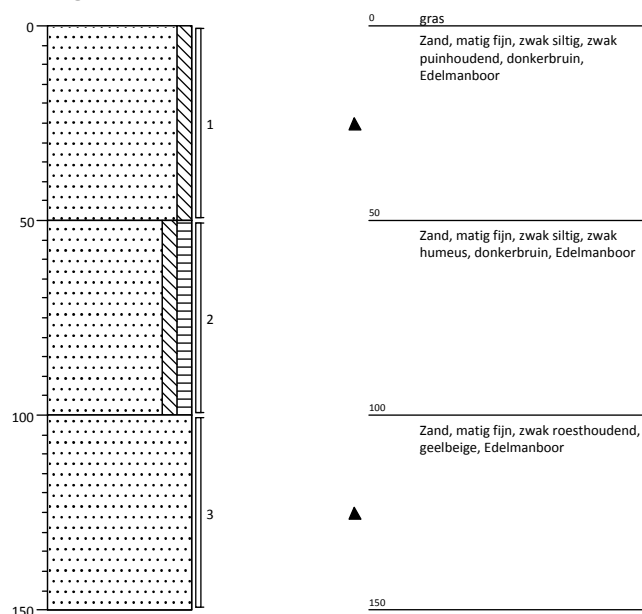 0
50
100
150
1
2
3
0
gras
Zand, matig fijn, zwak siltig, zwak
puinhoudend, donkerbruin,
Edelmanboor
50
Zand, matig fijn, zwak siltig, zwak
humeus, donkerbruin, Edelmanboor
100
Zand, matig fijn, zwak roesthoudend,
geelbeige, Edelmanboor
150